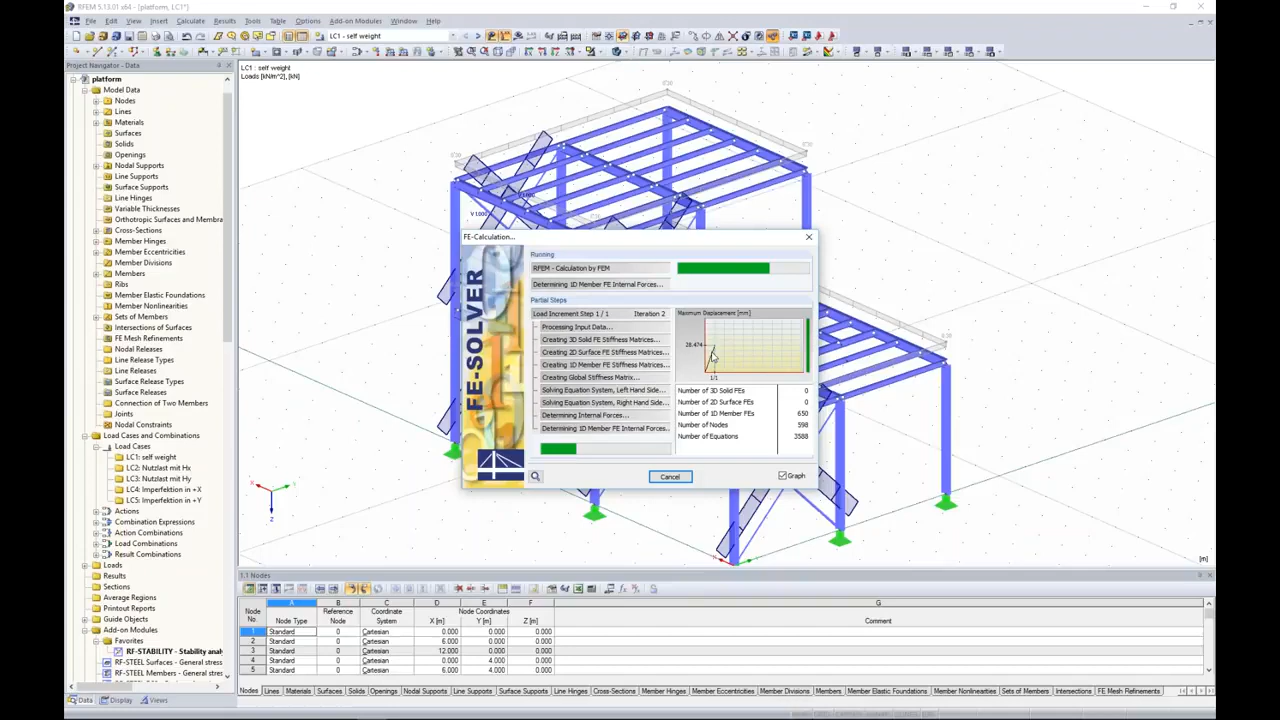 RFEM 5.13.01 x64 - [platform, LC1*]
File Edit View Insert Calculate Results Tools Table Options Add-on Modules Window Help
LC1 - self weight
Project Navigator - Data
platform
Model Data
Nodes
Lines
Materials
Surfaces
Solids
Openings
Nodal Supports
Line Supports
Surface Supports
Line Hinges
Variable Thicknesses
Orthotropic Surfaces and Membra
Cross-Sections
Member Hinges
Member Eccentricities
Member Divisions
Members
Ribs
Member Elastic Foundations
Member Nonlinearities
Sets of Members
Intersections of Surfaces
FE Mesh Refinements
Nodal Releases
Line Release Types
Line Releases
Surface Release Types
Surface Releases
Connection of Two Members
Joints
Nodal Constraints
Load Cases and Combinations
Load Cases
LC1: self weight
LC2: Nutzlast mit Hx
LC3: Nutzlast mit Hy
LC4: Imperfektion in +X
LC5: Imperfektion in +Y
Actions
Combination Expressions
Action Combinations
Load Combinations
Result Combinations
Loads
Results
Sections
Average Regions
Printout Reports
Guide Objects
Add-on Modules
Favorites
RF-STABILITY - Stability analy
RF-STEEL Surfaces - General stress
RF-STEEL Members - General stress
Data Display Views
LC1 : self weight
Loads [kN/m^2], [kN]
FE-Calculation...
FE-SOLVER
Running
RFEM - Calculation by FEM
Determining 1D Member FE Internal Forces...
Partial Steps
Load Increment Step 1 / 1 Iteration 2
Processing Input Data...
Creating 3D Solid FE Stiffness Matrices...
Creating 2D Surface FE Stiffness Matrices...
Creating 1D Member FE Stiffness Matrices...
Creating Global Stiffness Matrix...
Solving Equation System, Left Hand Side...
Solving Equation System, Right Hand Side...
Determining Internal Forces...
Determining 1D Member FE Internal Forces...
Maximum Displacement [mm]
28.474
1/1
Number of 3D Solid FEs 0
Number of 2D Surface FEs 0
Number of 1D Member FEs 650
Number of Nodes 598
Number of Equations 3588
Cancel
Graph
[m]
1.1 Nodes
A B C D E F G
Node No. Node Type Reference Node Coordinate System Node Coordinates X [m] Y [m] Z [m] Comment
1 Standard 0 Cartesian 0.000 0.000 0.000
2 Standard 0 Cartesian 6.000 0.000 0.000
3 Standard 0 Cartesian 12.000 0.000 0.000
4 Standard 0 Cartesian 0.000 4.000 0.000
5 Standard 0 Cartesian 6.000 4.000 0.000
Nodes Lines Materials Surfaces Solids Openings Nodal Supports Line Supports Surface Supports Line Hinges Cross-Sections Member Hinges Member Eccentricities Member Divisions Members Member Elastic Foundations Member Nonlinearities Sets of Members Intersections FE Mesh Refinements